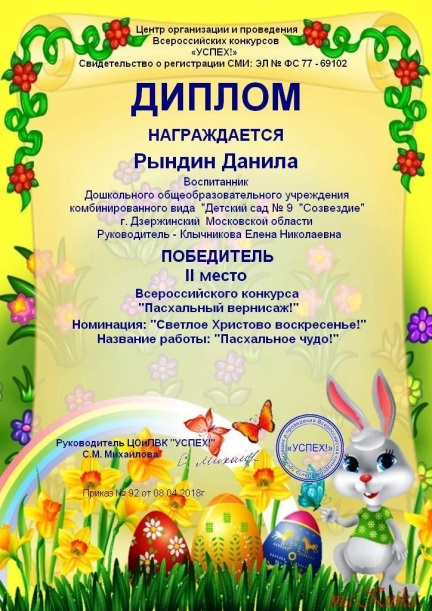 Центр организации и проведения
Всероссийских конкурсов
«УСПЕХ!»
Свидетельство о регистрации СМИ: ЭЛ № ФС 77 - 69102
ДИПЛОМ
НАГРАЖДАЕТСЯ
Рындин Данила
Воспитанник
Дошкольного общеобразовательного учреждения
комбинированного вида "Детский сад № 9 "Созвездие"
г. Дзержинский Московской области
Руководитель - Клычникова Елена Николаевна
ПОБЕДИТЕЛЬ
II место
Всероссийского конкурса
"Пасхальный вернисаж!"
Номинация: "Светлое Христово воскресенье!"
Название работы: "Пасхальное чудо!"
Руководитель ЦОиПВК "УСПЕХ!"
С.М. Михайлова
«УСПЕХ!»
Приказ № 92 от 08.04.2018г